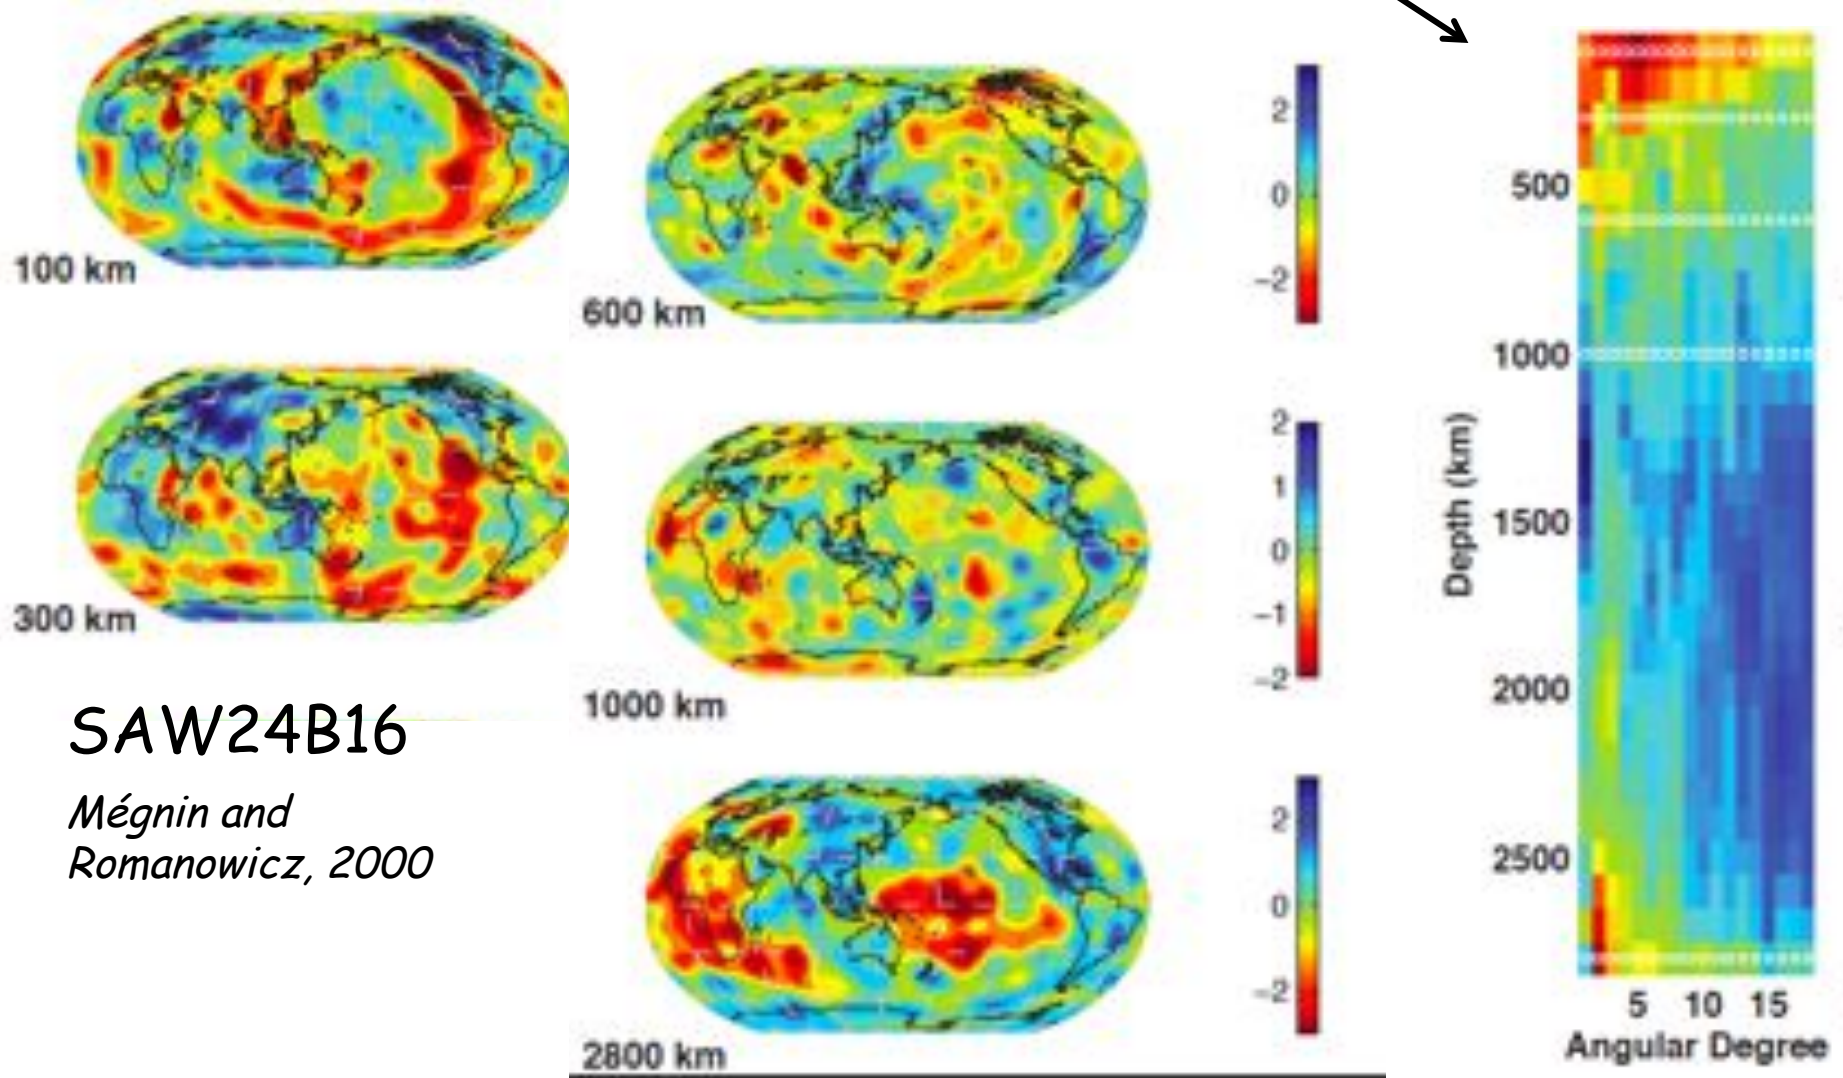 100 km
300 km
SAW24B16
Mégnin and
Romanowicz, 2000
600 km
2
0
−2
1000 km
2
1
0
−1
−2
2800 km
2
0
−2
500
1000
1500
2000
2500
Depth (km)
5 10 15
Angular Degree